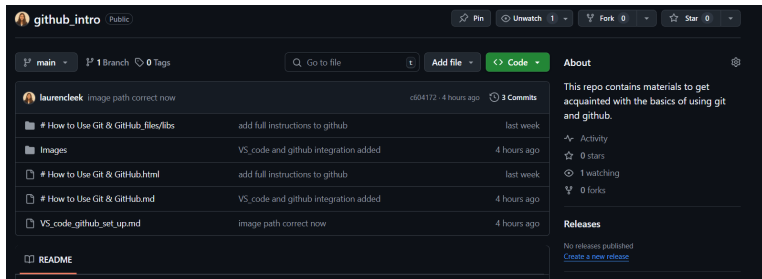 github_intro Public
Pin
Unwatch 1
Fork 0
Star 0
main
1 Branch
0 Tags
Go to file
t
Add file
<> Code
laurencleek image path correct now
c604172 · 4 hours ago
3 Commits
# How to Use Git & GitHub_files/libs add full instructions to github last week
Images VS_code and github integration added 4 hours ago
# How to Use Git & GitHub.html add full instructions to github last week
# How to Use Git & GitHub.md VS_code and github integration added 4 hours ago
VS_code_github_set_up.md image path correct now 4 hours ago
README
About
This repo contains materials to get
acquainted with the basics of using git
and github.
Activity
0 stars
1 watching
0 forks
Releases
No releases published
Create a new release